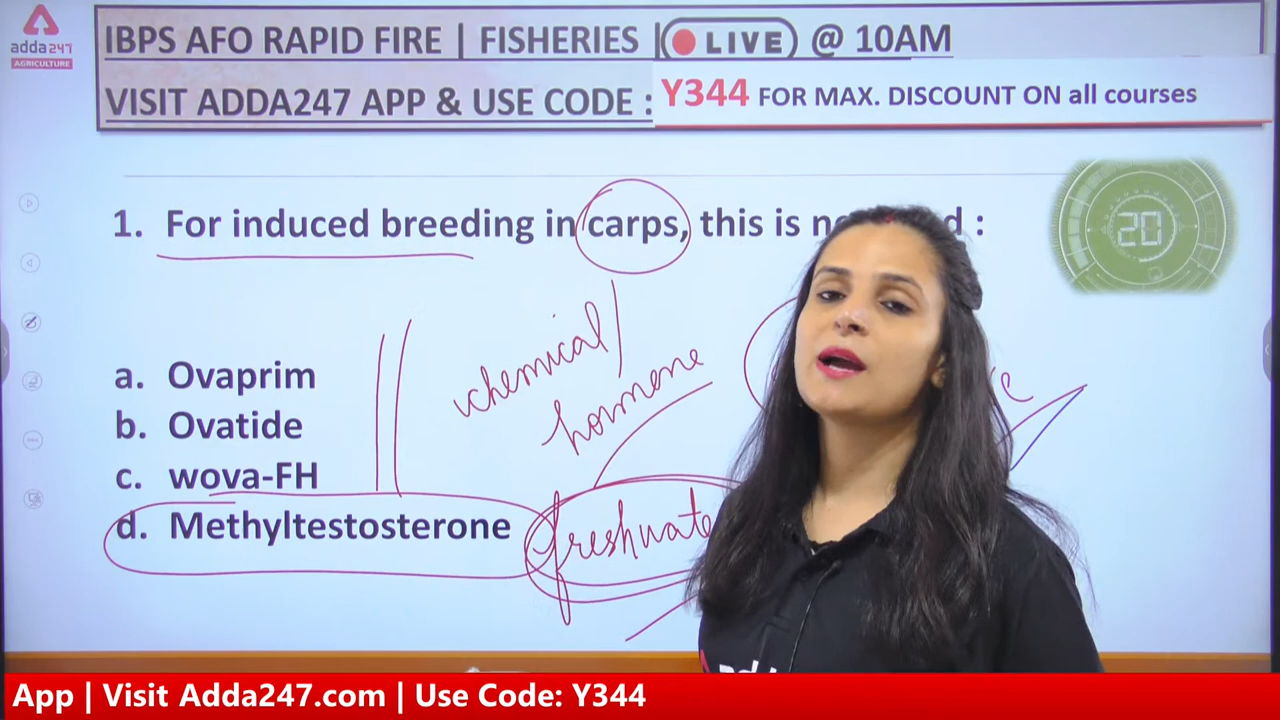 adda247
AGRICULTURE
IBPS AFO RAPID FIRE | FISHERIES | LIVE @ 10AM
VISIT ADDA247 APP & USE CODE : Y344 FOR MAX. DISCOUNT ON all courses
20
1. For induced breeding in carps, this is :
chemical/
hormone
a. Ovaprim
b. Ovatide
c. wova-FH
d. Methyltestosterone
freshwate
App | Visit Adda247.com | Use Code: Y344